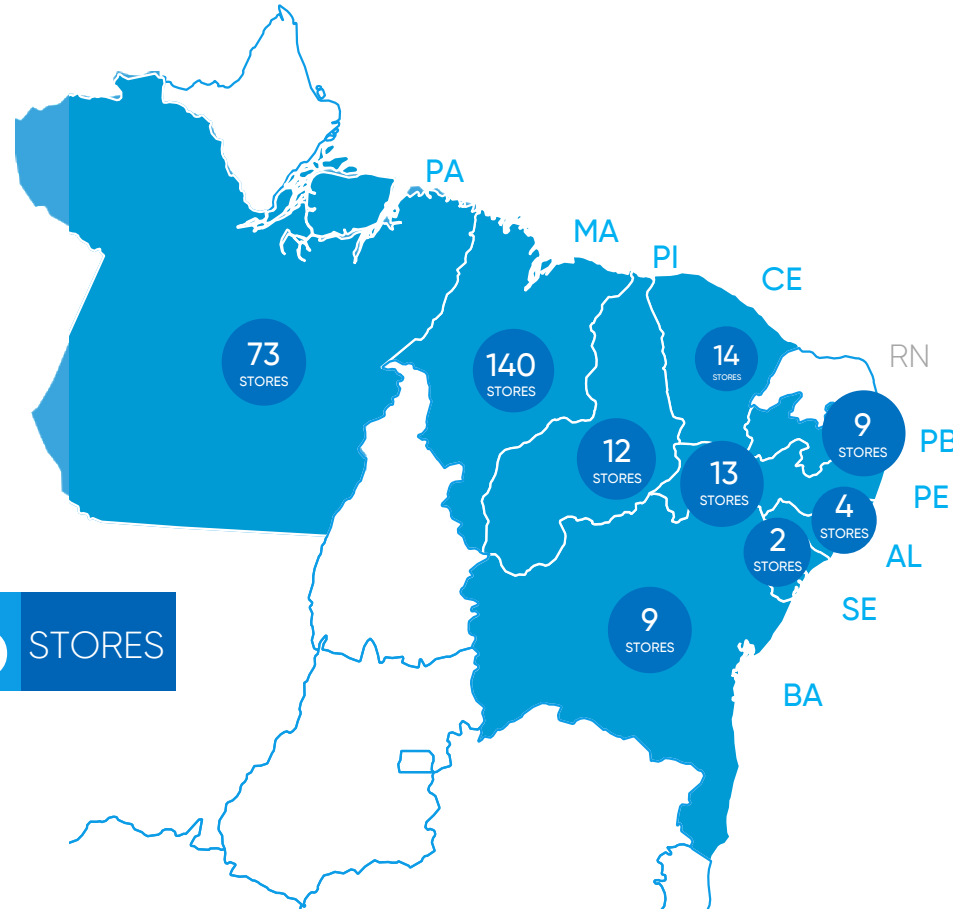 PA
MA
PI
CE
RN
73
STORES
140
STORES
14
STORES
9
STORES
PB
12
STORES
13
STORES
PE
4
STORES
AL
2
STORES
SE
9
STORES
STORES
BA